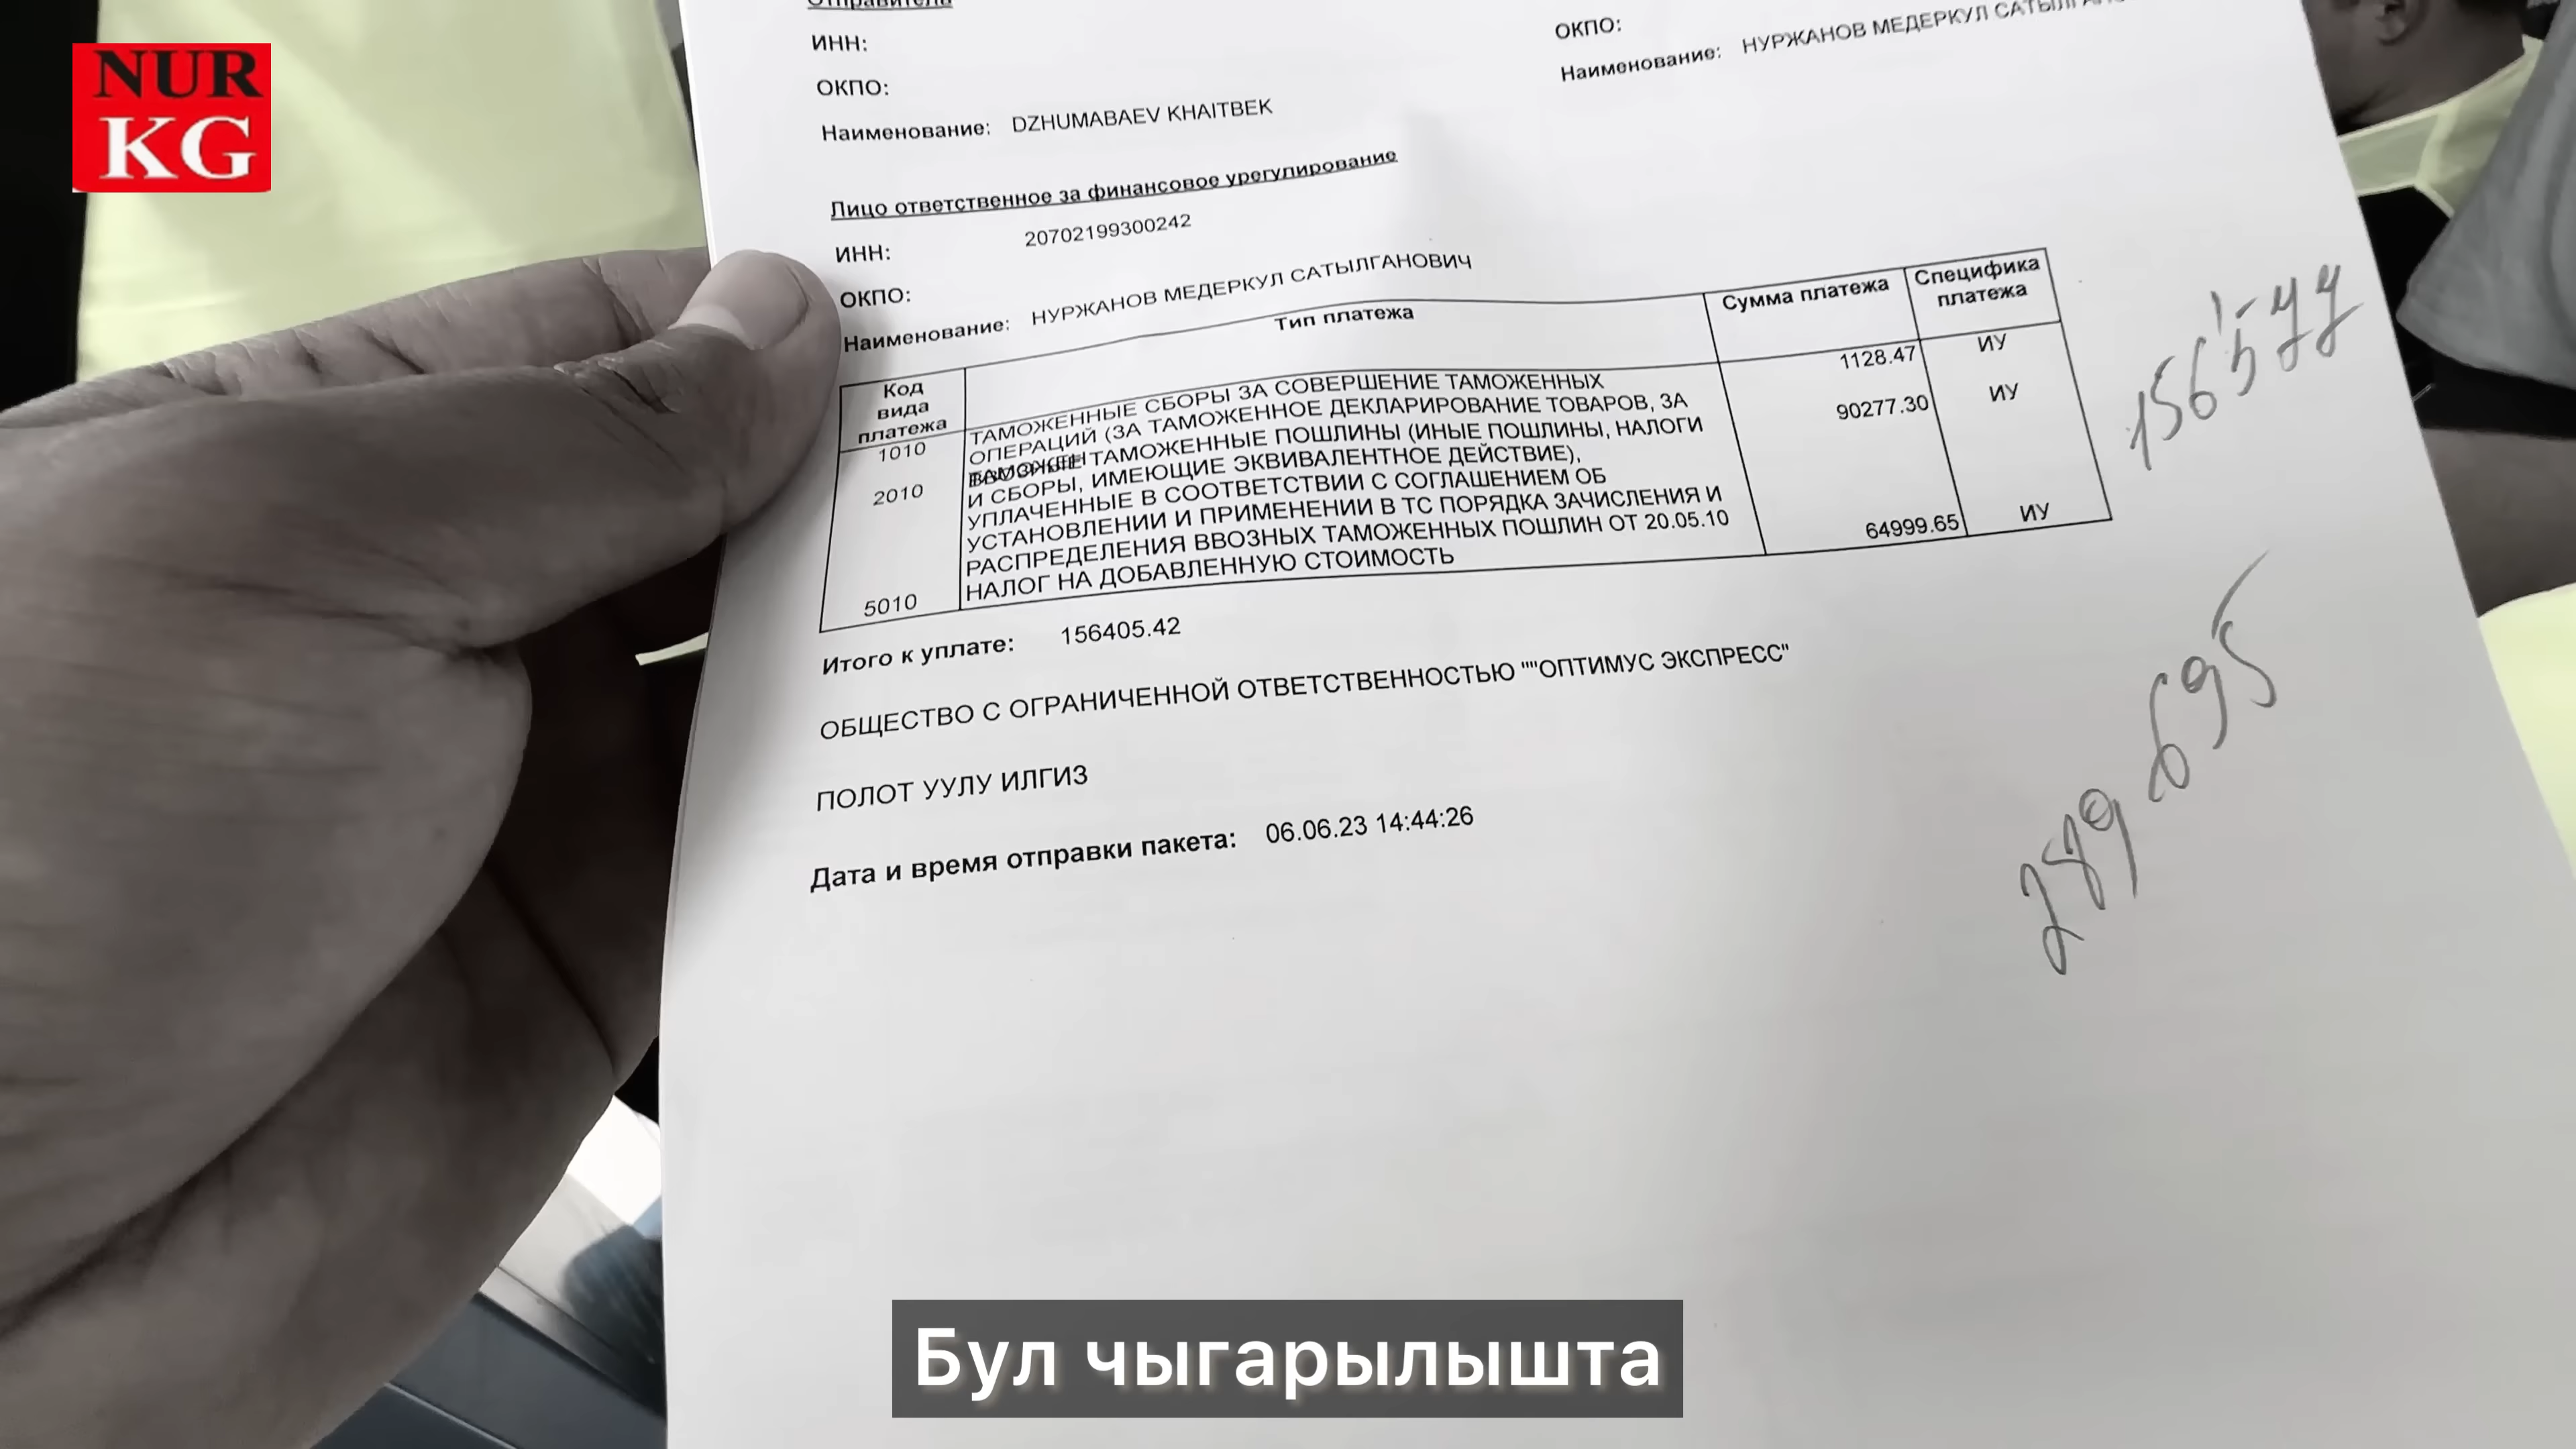 NUR
KG
Отправитель
ИНН:
ОКПО:
Наименование: DZHUMABAEV KHAITBEK
ОКПО:
Наименование: НУРЖАНОВ МЕДЕРКУЛ
Лицо ответственное за финансовое урегулирование
ИНН: 20702199300242
ОКПО:
Наименование: НУРЖАНОВ МЕДЕРКУЛ САТЫЛГАНОВИЧ
Код вида платежа Тип платежа Сумма платежа Специфика платежа
1010 ТАМОЖЕННЫЕ СБОРЫ ЗА СОВЕРШЕНИЕ ТАМОЖЕННЫХ 1128.47 ИУ
ОПЕРАЦИЙ (ЗА ТАМОЖЕННОЕ ДЕКЛАРИРОВАНИЕ ТОВАРОВ, ЗА
2010 ТАМОЖЕННЫЕ ПОШЛИНЫ (ИНЫЕ ПОШЛИНЫ, НАЛОГИ 90277.30 ИУ
И СБОРЫ, ИМЕЮЩИЕ ЭКВИВАЛЕНТНОЕ ДЕЙСТВИЕ),
УПЛАЧЕННЫЕ В СООТВЕТСТВИИ С СОГЛАШЕНИЕМ ОБ
УСТАНОВЛЕНИИ И ПРИМЕНЕНИИ В ТС ПОРЯДКА ЗАЧИСЛЕНИЯ И
РАСПРЕДЕЛЕНИЯ ВВОЗНЫХ ТАМОЖЕННЫХ ПОШЛИН ОТ 20.05.10
5010 НАЛОГ НА ДОБАВЛЕННУЮ СТОИМОСТЬ 64999.65 ИУ
Итого к уплате: 156405.42
ОБЩЕСТВО С ОГРАНИЧЕННОЙ ОТВЕТСТВЕННОСТЬЮ ""ОПТИМУС ЭКСПРЕСС"
ПОЛОТ УУЛУ ИЛГИЗ
Дата и время отправки пакета: 06.06.23 14:44:26
Бул чыгарылышта